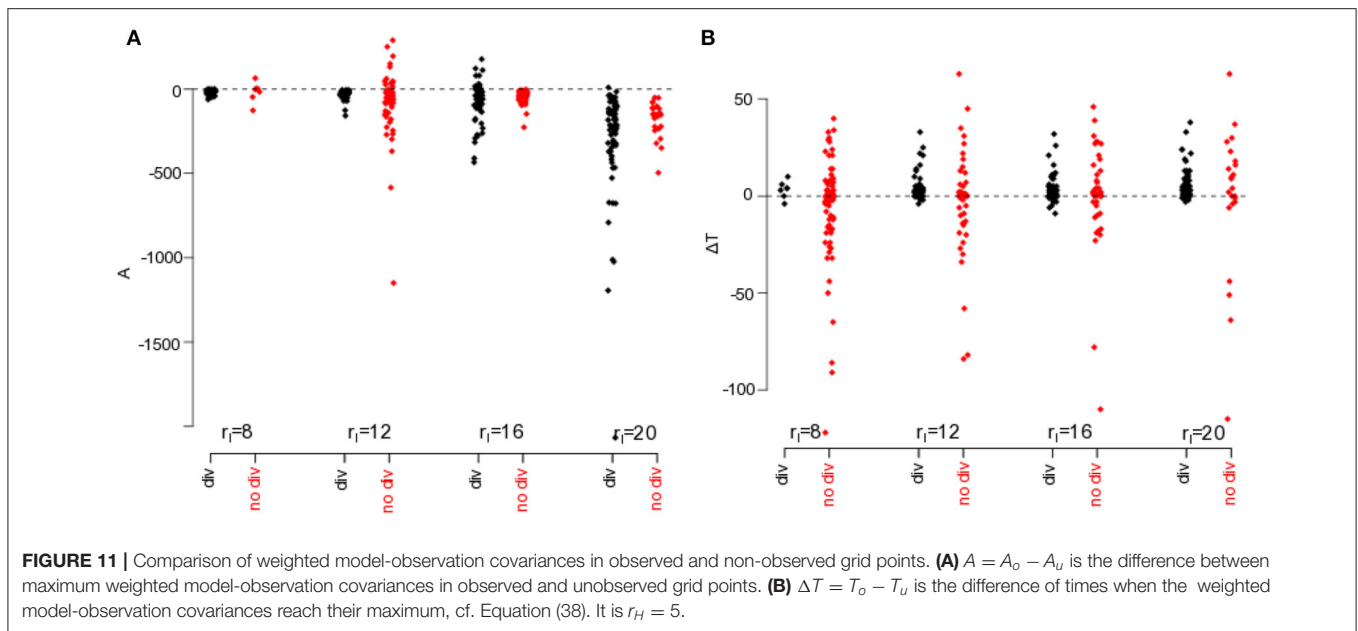 A
0
-500
-1000
-1500
A
r_l=8
r_l=12
r_l=16
r_l=20
div
no div
div
no div
div
no div
div
no div
B
50
0
-50
-100
ΔT
r_l=8
r_l=12
r_l=16
r_l=20
div
no div
div
no div
div
no div
div
no div
FIGURE 11 | Comparison of weighted model-observation covariances in observed and non-observed grid points. (A) A = A_o − A_u is the difference between
maximum weighted model-observation covariances in observed and unobserved grid points. (B) ΔT = T_o − T_u is the difference of times when the weighted
model-observation covariances reach their maximum, cf. Equation (38). It is r_H = 5.